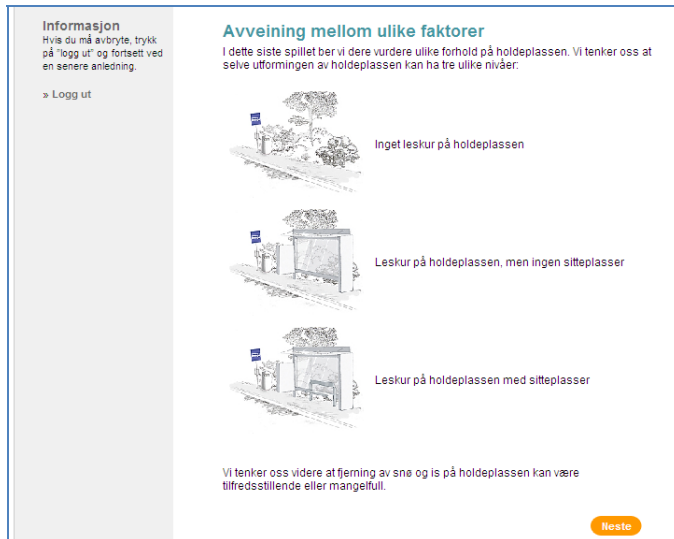 Informasjon
Hvis du må avbryte, trykk
på "logg ut" og fortsett ved
en senere anledning.
» Logg ut
Avveining mellom ulike faktorer
I dette siste spillet ber vi dere vurdere ulike forhold på holdeplassen. Vi tenker oss at
selve utformingen av holdeplassen kan ha tre ulike nivåer:
Inget leskur på holdeplassen
Leskur på holdeplassen, men ingen sitteplasser
Leskur på holdeplassen med sitteplasser
Vi tenker oss videre at fjerning av snø og is på holdeplassen kan være
tilfredsstillende eller mangelfull.
Neste